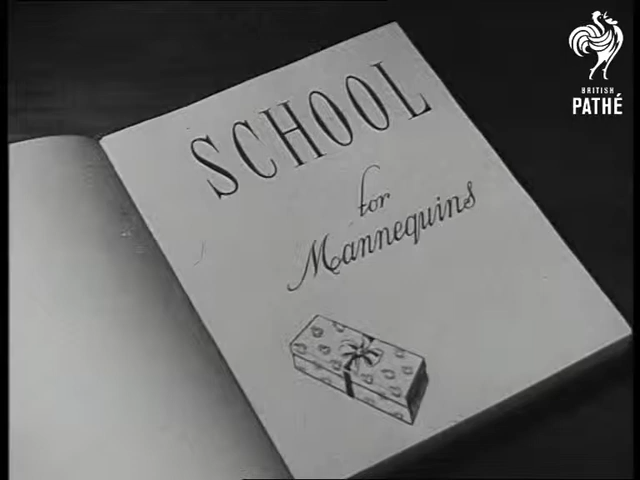 SCHOOL
for
Mannequins
BRITISH
PATHÉ